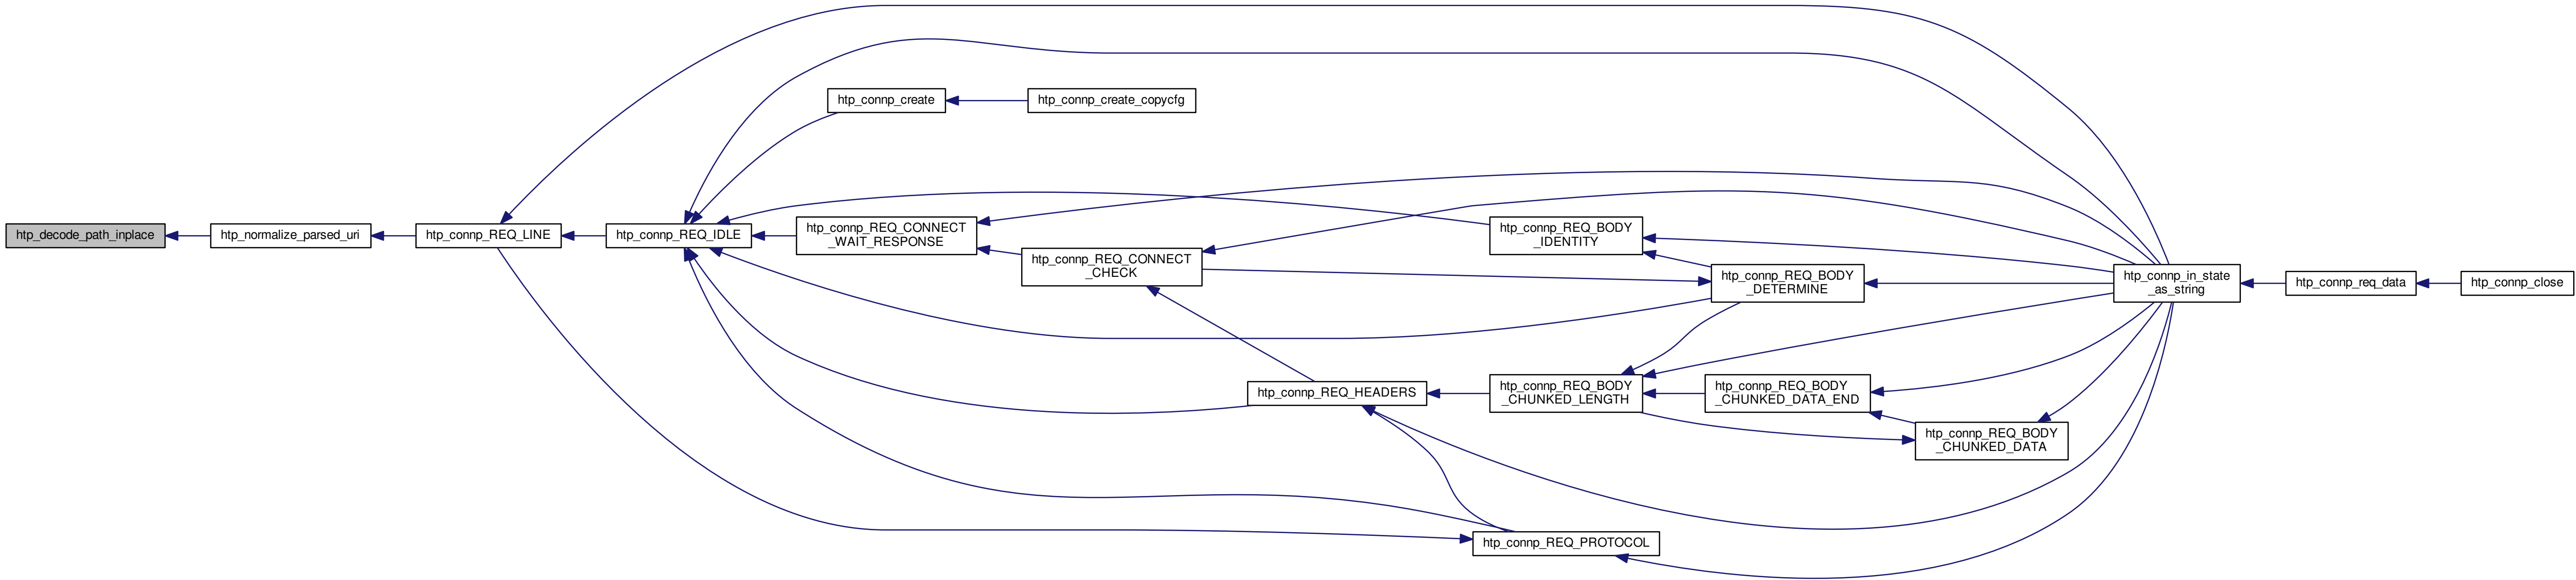 htp_decode_path_inplace
htp_normalize_parsed_uri
htp_connp_REQ_LINE
htp_connp_REQ_IDLE
htp_connp_create
htp_connp_create_copycfg
htp_connp_REQ_CONNECT
_WAIT_RESPONSE
htp_connp_REQ_CONNECT
_CHECK
htp_connp_REQ_HEADERS
htp_connp_REQ_BODY
_IDENTITY
htp_connp_REQ_BODY
_DETERMINE
htp_connp_REQ_BODY
_CHUNKED_LENGTH
htp_connp_REQ_BODY
_CHUNKED_DATA_END
htp_connp_REQ_BODY
_CHUNKED_DATA
htp_connp_REQ_PROTOCOL
htp_connp_in_state
_as_string
htp_connp_req_data
htp_connp_close